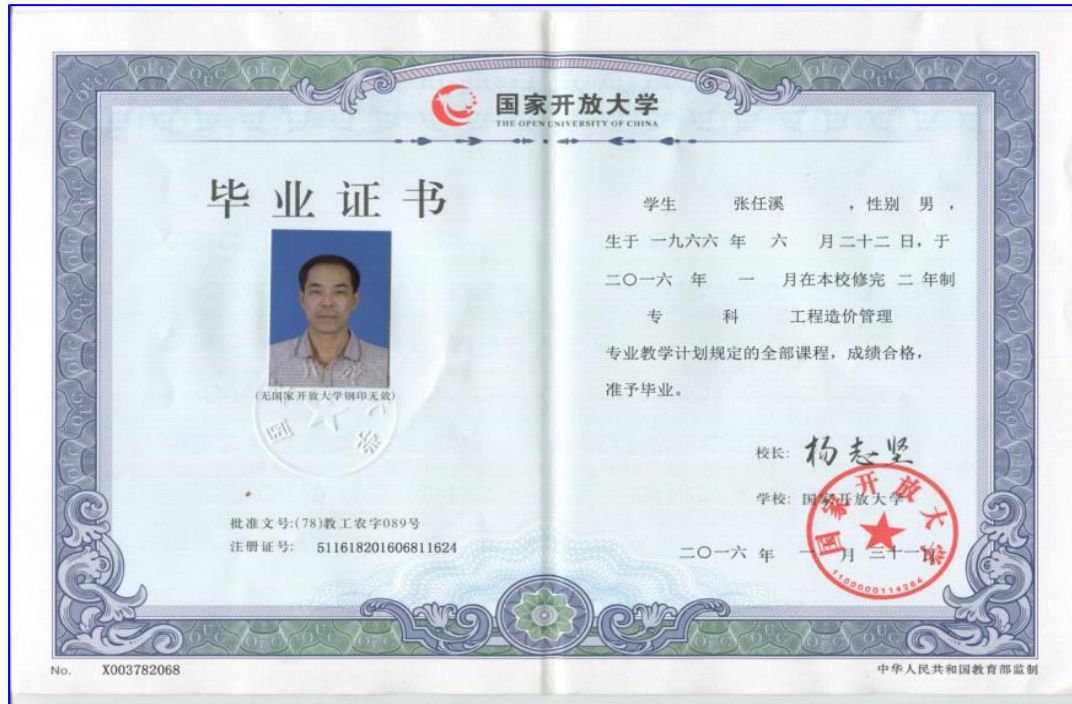 国家开放大学
THE OPEN UNIVERSITY OF CHINA
毕业证书
(无国家开放大学钢印无效)
批准文号:(78)教工农字089号
注册证号: 511618201606811624
No. X003782068
学生 张任溪 ,性别 男 ,
生于 一九六六 年 六 月二十二 日,于
二〇一六 年 一 月在本校修完 二 年制
专 科 工程造价管理
专业教学计划规定的全部课程,成绩合格,
准予毕业。
校长: 杨志坚
学校: 国家开放大学
二〇一六 年 一 月 三十一 日
国家开放大学
1100000114284
中华人民共和国教育部监制